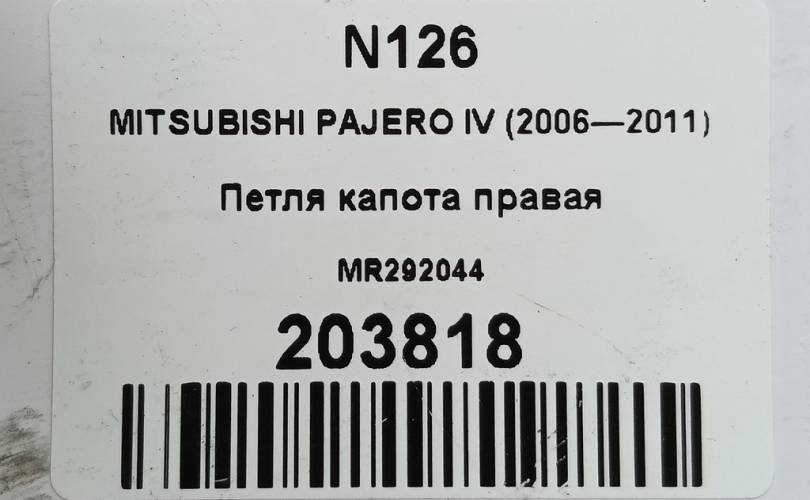 N126
MITSUBISHI PAJERO IV (2006—2011)
Петля капота правая
MR292044
203818